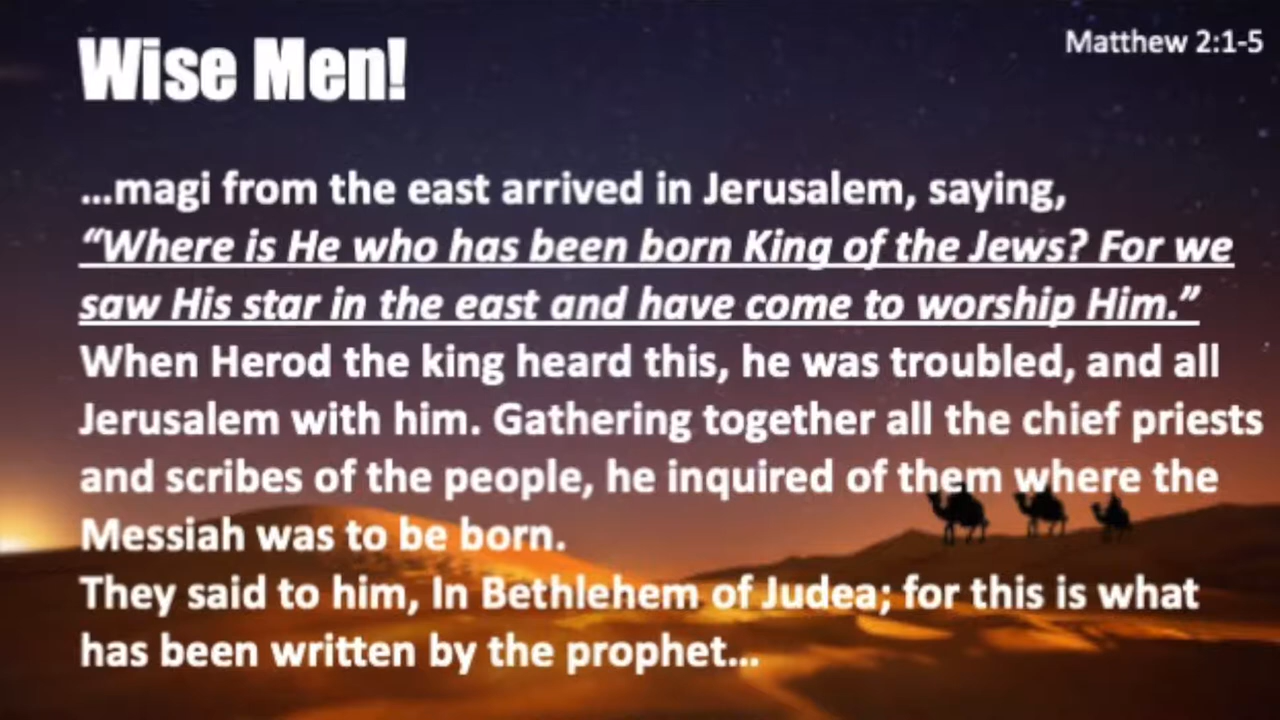 Wise Men!
Matthew 2:1-5
...magi from the east arrived in Jerusalem, saying,
“Where is He who has been born King of the Jews? For we
saw His star in the east and have come to worship Him.”
When Herod the king heard this, he was troubled, and all
Jerusalem with him. Gathering together all the chief priests
and scribes of the people, he inquired of them where the
Messiah was to be born.
They said to him, In Bethlehem of Judea; for this is what
has been written by the prophet...